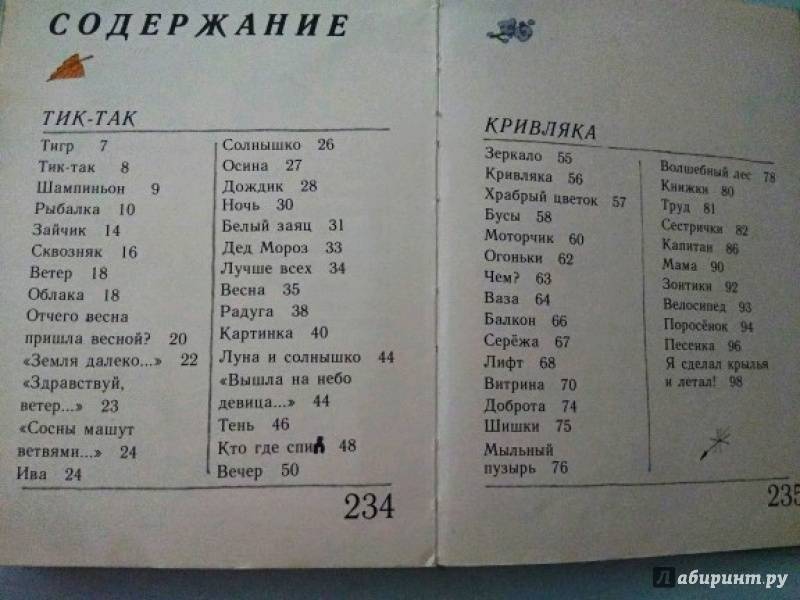 СОДЕРЖАНИЕ
ТИК-ТАК
Тигр 7
Тик-так 8
Шампиньон 9
Рыбалка 10
Зайчик 14
Сквозняк 16
Ветер 18
Облака 18
Отчего весна
пришла весной? 20
«Земля далеко...» 22
«Здравствуй,
ветер...» 23
«Сосны машут
ветвями...» 24
Ива 24
Солнышко 26
Осина 27
Дождик 28
Ночь 30
Белый заяц 31
Дед Мороз 33
Лучше всех 34
Весна 35
Радуга 38
Картинка 40
Луна и солнышко 44
«Вышла на небо
девица...» 44
Тень 46
Кто где 48
Вечер 50
234
КРИВЛЯКА
Зеркало 55
Кривляка 56
Храбрый цветок 57
Бусы 58
Моторчик 60
Огоньки 62
Чем? 63
Ваза 64
Балкон 66
Серёжа 67
Лифт 68
Витрина 70
Доброта 74
Шишки 75
Мыльный
пузырь 76
Волшебный лес 78
Книжки 80
Труд 81
Сестрички 82
Капитан 86
Мама 90
Зонтики 92
Велосипед 93
Поросёнок 94
Песенка 96
Я сделал крылья
и летал! 98
235
Лабиринт.ру